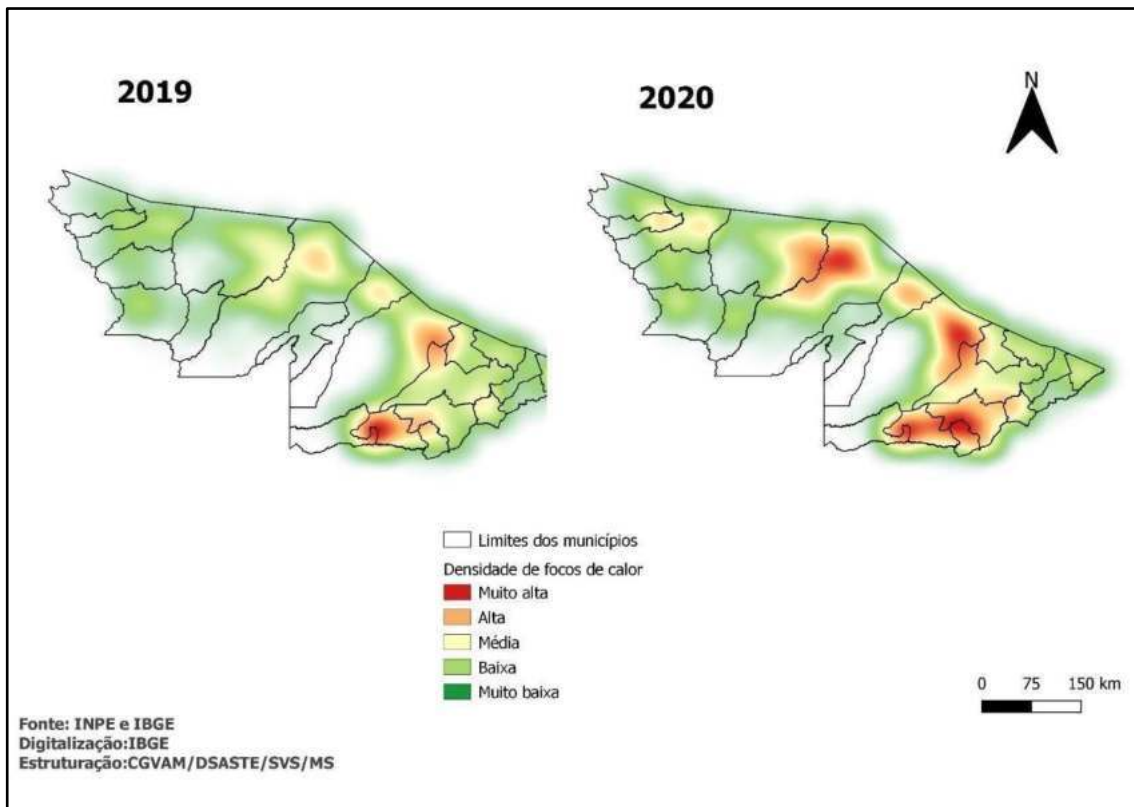 2019
2020
N
Limites dos municípios
Densidade de focos de calor
Muito alta
Alta
Média
Baixa
Muito baixa
0 75 150 km
Fonte: INPE e IBGE
Digitalização:IBGE
Estruturação:CGVAM/DSASTE/SVS/MS